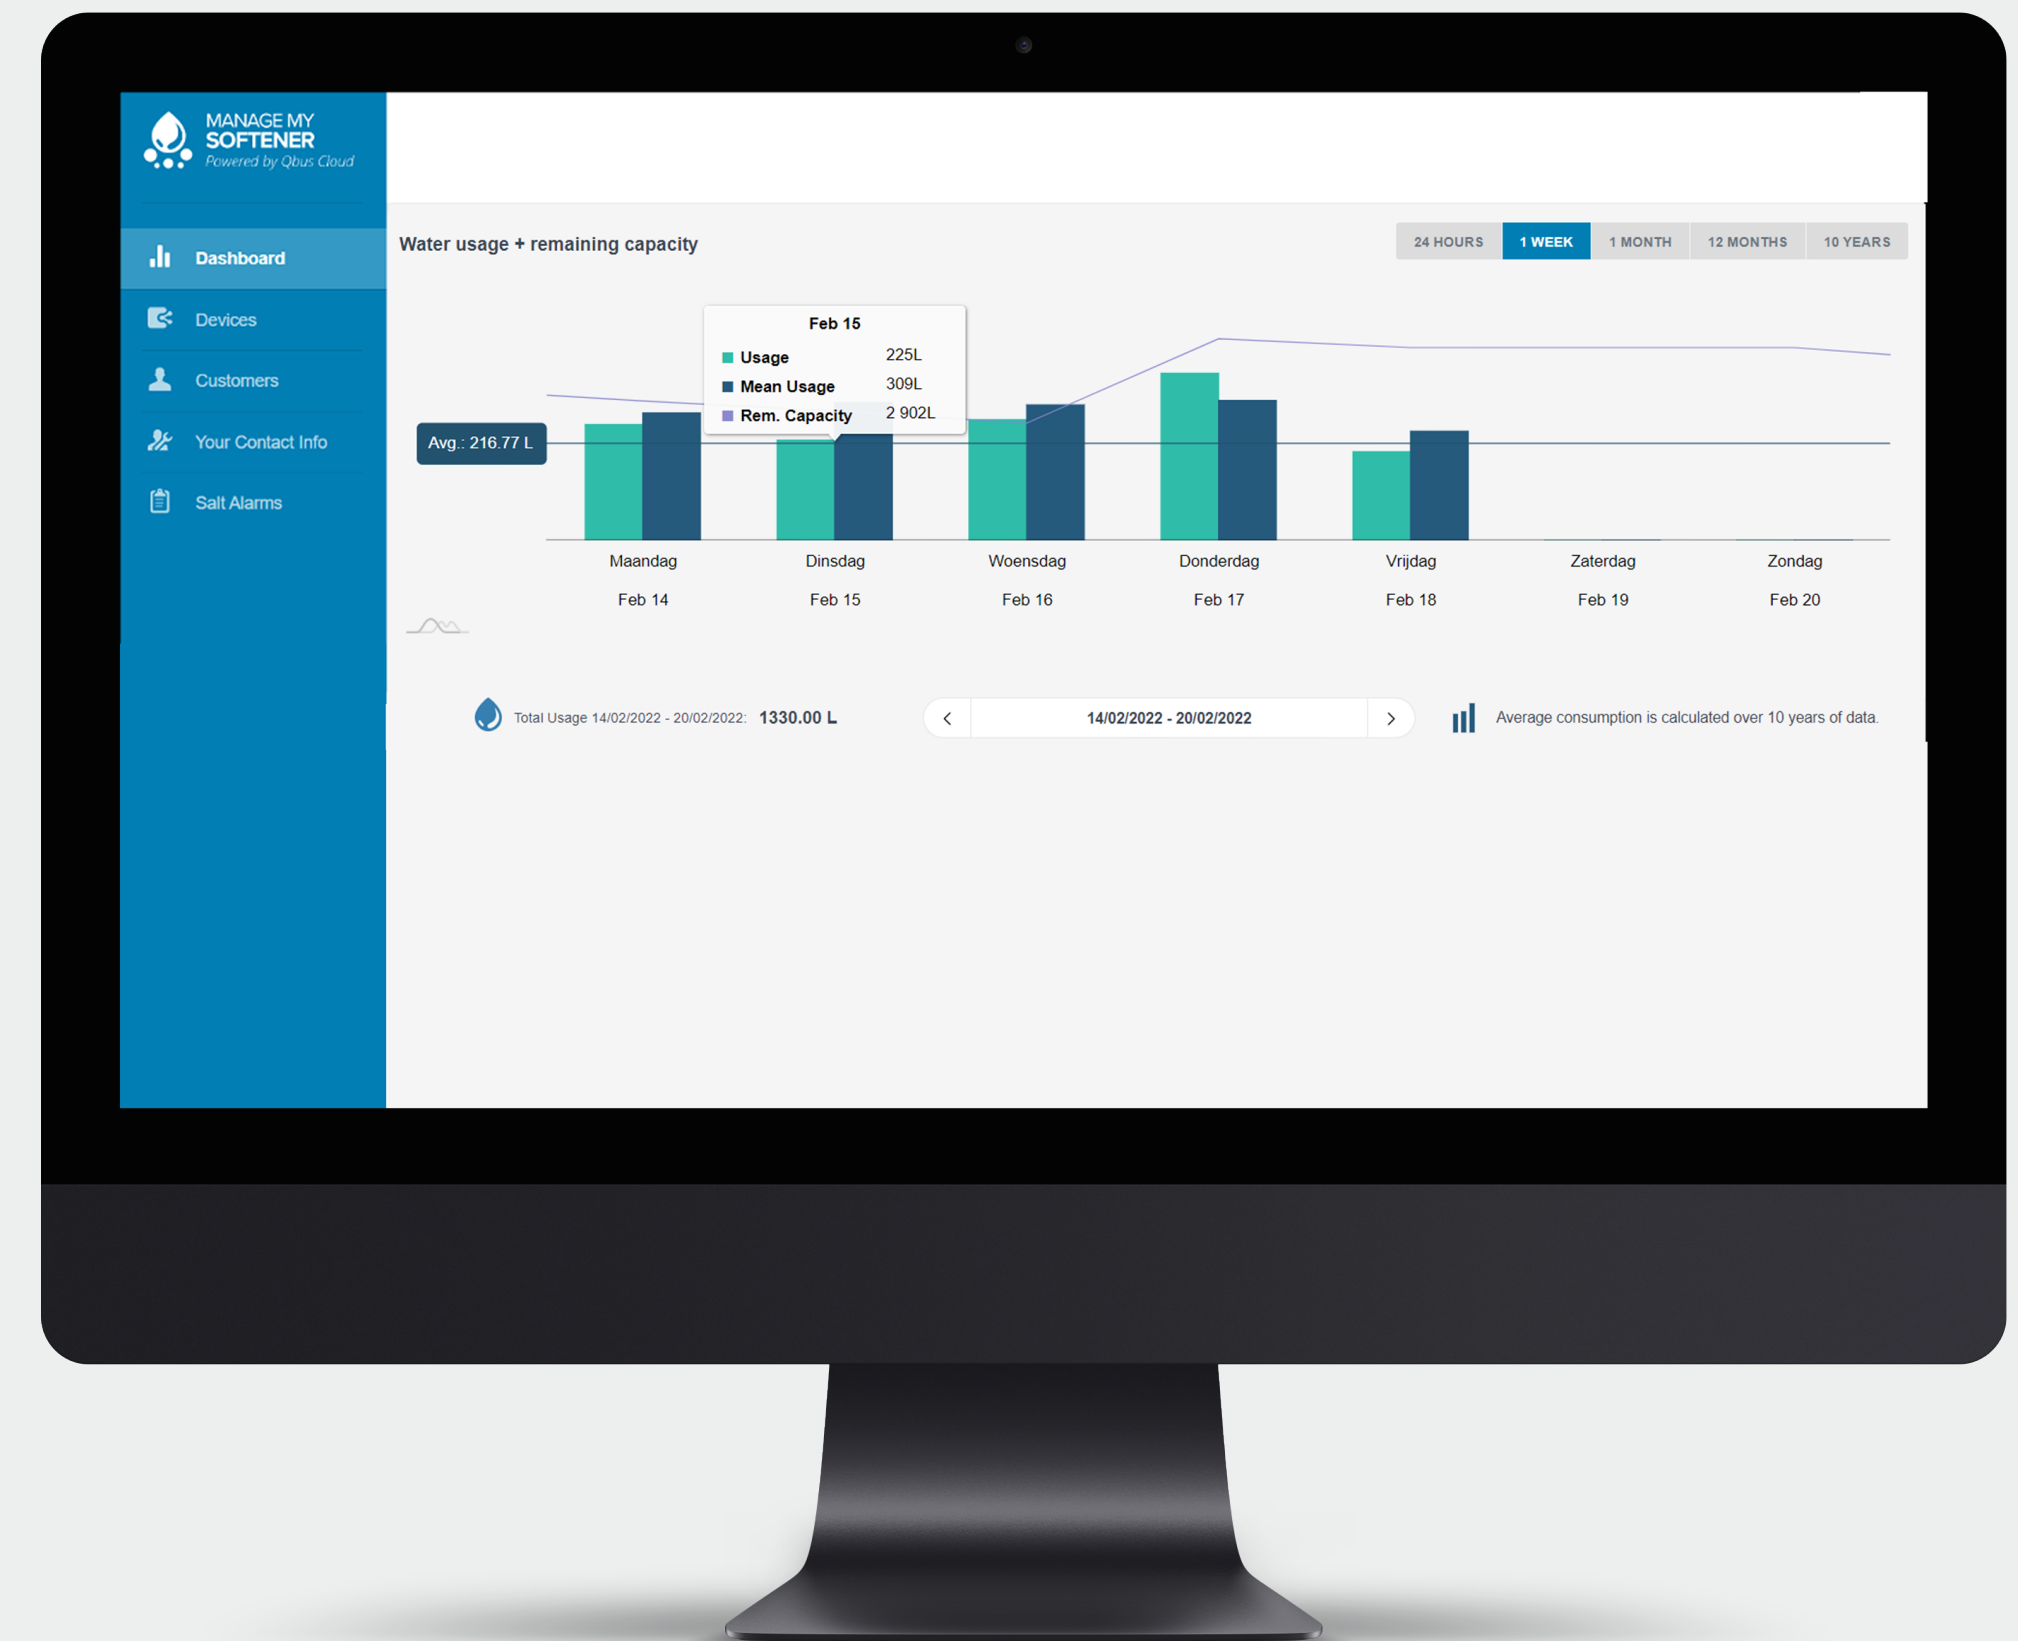 MANAGE MY
SOFTENER
Powered by Qbus Cloud
Dashboard
Devices
Customers
Your Contact Info
Salt Alarms
Water usage + remaining capacity
24 HOURS 1 WEEK 1 MONTH 12 MONTHS 10 YEARS
Feb 15
Usage 225L
Mean Usage 309L
Rem. Capacity 2 902L
Avg.: 216.77 L
Maandag Dinsdag Woensdag Donderdag Vrijdag Zaterdag Zondag
Feb 14 Feb 15 Feb 16 Feb 17 Feb 18 Feb 19 Feb 20
Total Usage 14/02/2022 - 20/02/2022: 1330.00 L
14/02/2022 - 20/02/2022
Average consumption is calculated over 10 years of data.